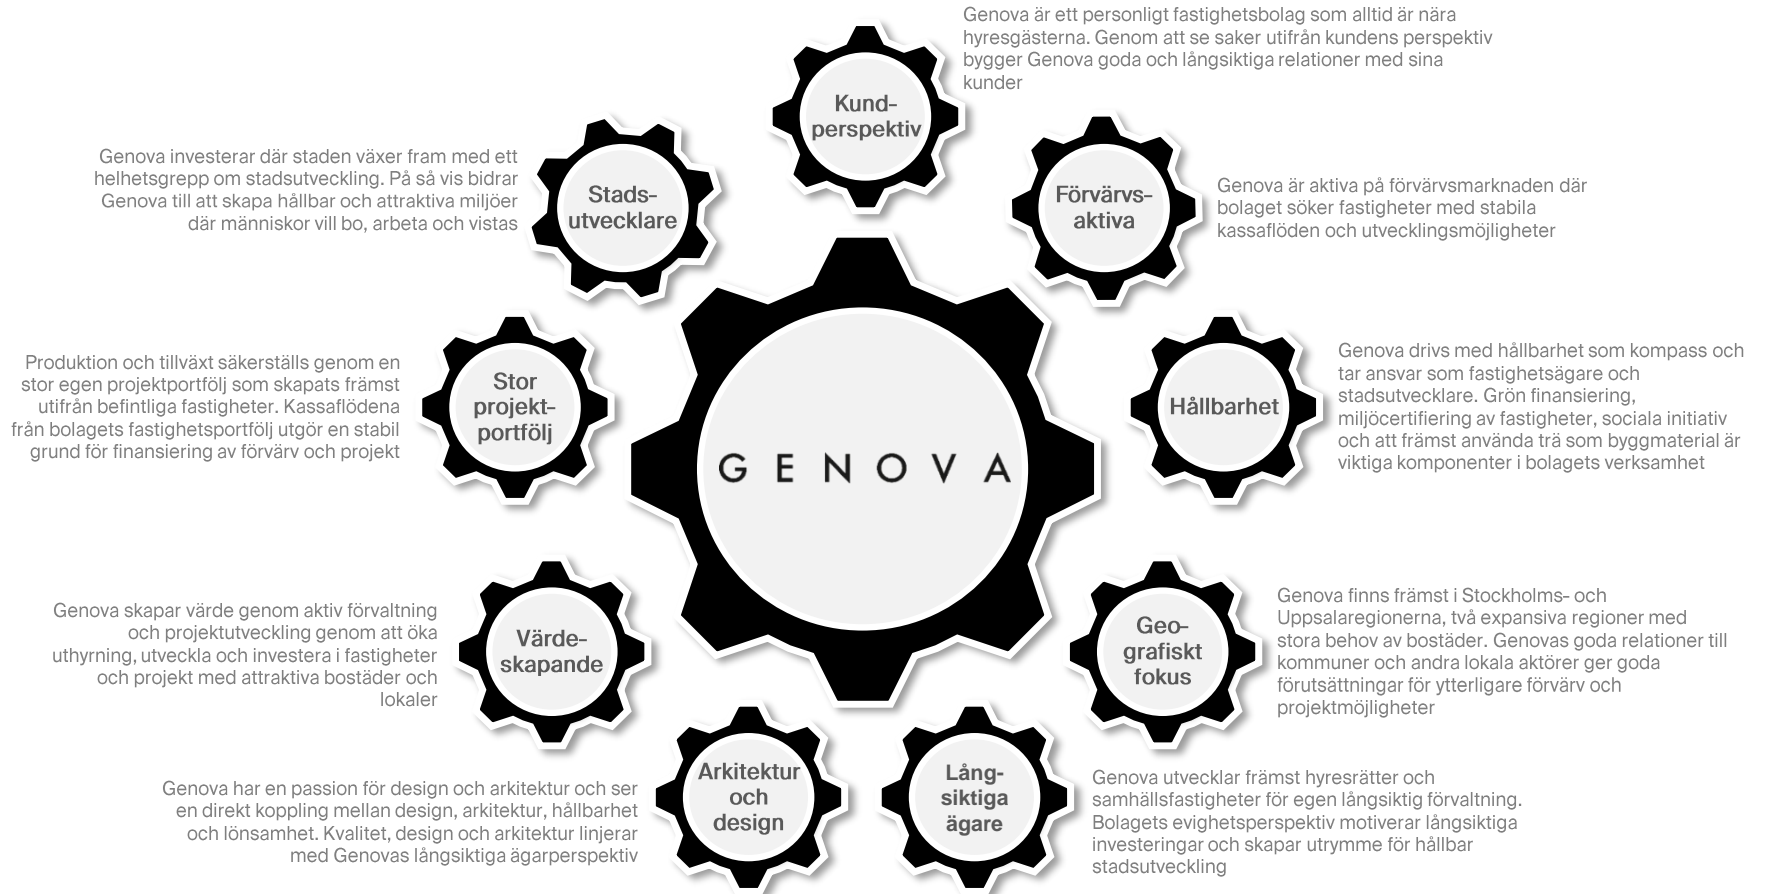 Genova är ett personligt fastighetsbolag som alltid är nära
hyresgästerna. Genom att se saker utifrån kundens perspektiv
bygger Genova goda och långsiktiga relationer med sina
kunder
Kund-
perspektiv
Förvärvs-
aktiva
Genova är aktiva på förvärvsmarknaden där
bolaget söker fastigheter med stabila
kassaflöden och utvecklingsmöjligheter
Hållbarhet
Genova drivs med hållbarhet som kompass och
tar ansvar som fastighetsägare och
stadsutvecklare. Grön finansiering,
miljöcertifiering av fastigheter, sociala initiativ
och att främst använda trä som byggmaterial är
viktiga komponenter i bolagets verksamhet
Geo-
grafiskt
fokus
Genova finns främst i Stockholms- och
Uppsalaregionerna, två expansiva regioner med
stora behov av bostäder. Genovas goda relationer till
kommuner och andra lokala aktörer ger goda
förutsättningar för ytterligare förvärv och
projektmöjligheter
Lång-
siktiga
ägare
Genova utvecklar främst hyresrätter och
samhällsfastigheter för egen långsiktig förvaltning.
Bolagets evighetsperspektiv motiverar långsiktiga
investeringar och skapar utrymme för hållbar
stadsutveckling
Arkitektur
och
design
Genova har en passion för design och arkitektur och ser
en direkt koppling mellan design, arkitektur, hållbarhet
och lönsamhet. Kvalitet, design och arkitektur linjerar
med Genovas långsiktiga ägarperspektiv
Värde-
skapande
Genova skapar värde genom aktiv förvaltning
och projektutveckling genom att öka
uthyrning, utveckla och investera i fastigheter
och projekt med attraktiva bostäder och
lokaler
Stor
projekt-
portfölj
Produktion och tillväxt säkerställs genom en
stor egen projektportfölj som skapats främst
utifrån befintliga fastigheter. Kassaflödena
från bolagets fastighetsportfölj utgör en stabil
grund för finansiering av förvärv och projekt
Stads-
utvecklare
Genova investerar där staden växer fram med ett
helhetsgrepp om stadsutveckling. På så vis bidrar
Genova till att skapa hållbar och attraktiva miljöer
där människor vill bo, arbeta och vistas
GENOVA